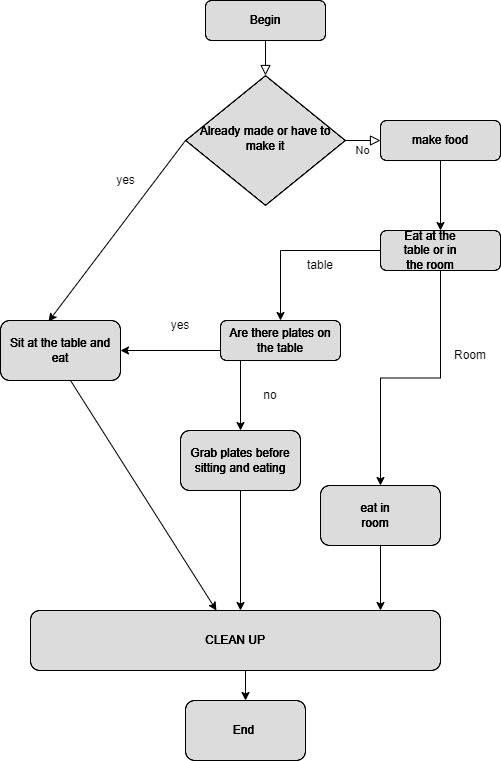 Begin
Already made or have to
make it
No
make food
yes
Eat at the
table or in
the room
table
yes
Are there plates on
the table
Sit at the table and
eat
Room
no
Grab plates before
sitting and eating
eat in
room
CLEAN UP
End